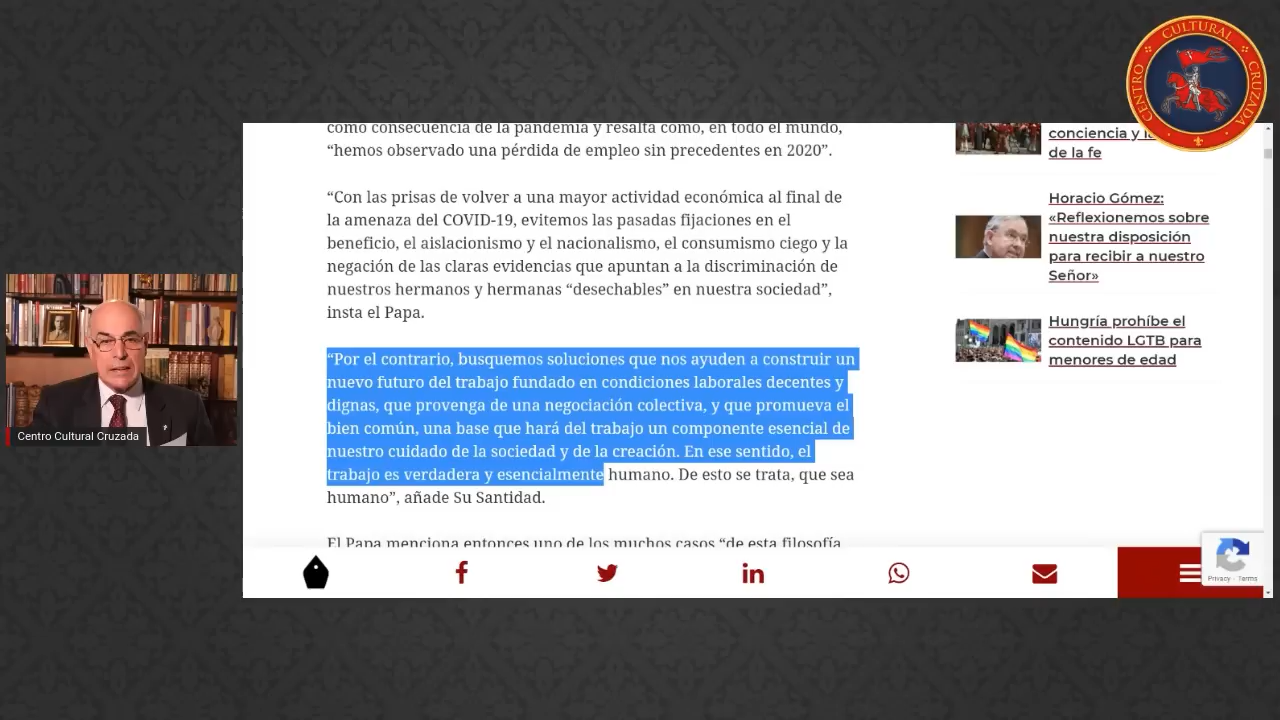 CENTRO CULTURAL CRUZADA
como consecuencia de la pandemia y resalta como, en todo el mundo,
“hemos observado una pérdida de empleo sin precedentes en 2020”.
“Con las prisas de volver a una mayor actividad económica al final de
la amenaza del COVID-19, evitemos las pasadas fijaciones en el
beneficio, el aislacionismo y el nacionalismo, el consumismo ciego y la
negación de las claras evidencias que apuntan a la discriminación de
nuestros hermanos y hermanas “desechables” en nuestra sociedad”,
insta el Papa.
“Por el contrario, busquemos soluciones que nos ayuden a construir un
nuevo futuro del trabajo fundado en condiciones laborales decentes y
dignas, que provenga de una negociación colectiva, y que promueva el
bien común, una base que hará del trabajo un componente esencial de
nuestro cuidado de la sociedad y de la creación. En ese sentido, el
trabajo es verdadera y esencialmente humano. De esto se trata, que sea
humano”, añade Su Santidad.
El Papa menciona entonces uno de los muchos casos “de esta filosofía
conciencia y
de la fe
Horacio Gómez:
«Reflexionemos sobre
nuestra disposición
para recibir a nuestro
Señor»
Hungría prohíbe el
contenido LGTB para
menores de edad
Centro Cultural Cruzada
Privacy - Terms